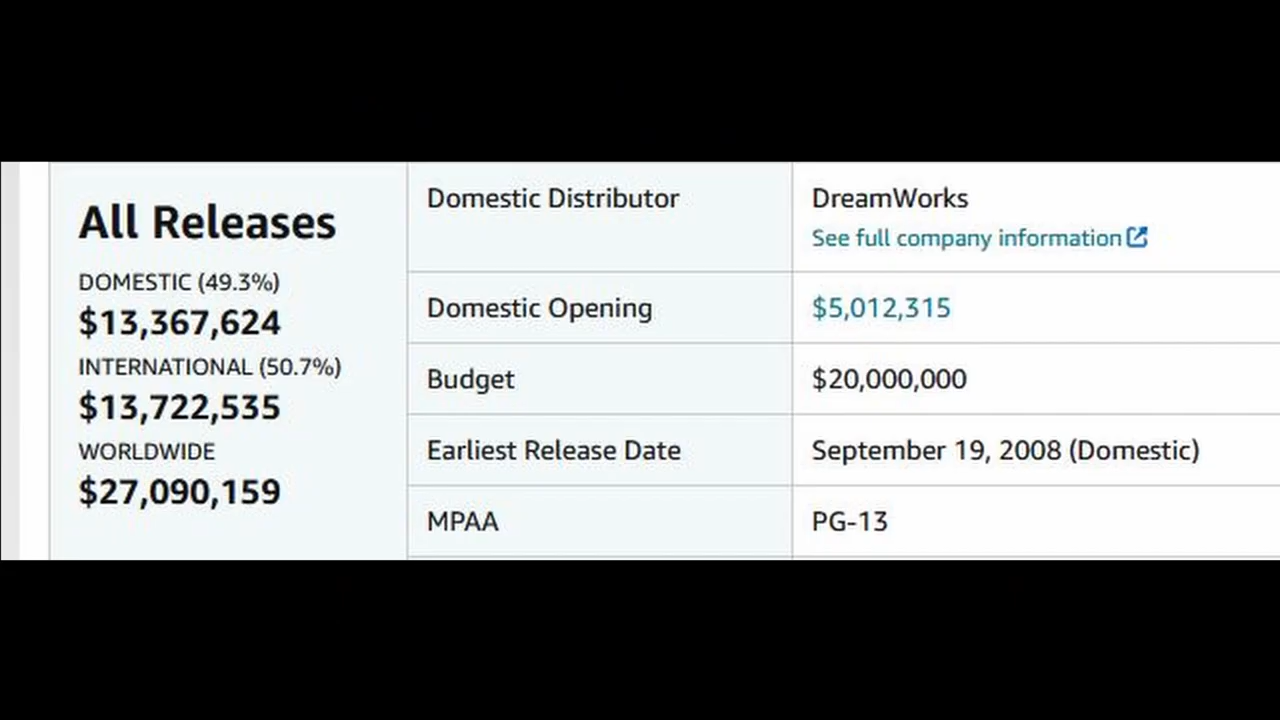 All Releases
DOMESTIC (49.3%)
$13,367,624
INTERNATIONAL (50.7%)
$13,722,535
WORLDWIDE
$27,090,159
Domestic Distributor
DreamWorks
See full company information
Domestic Opening
$5,012,315
Budget
$20,000,000
Earliest Release Date
September 19, 2008 (Domestic)
MPAA
PG-13